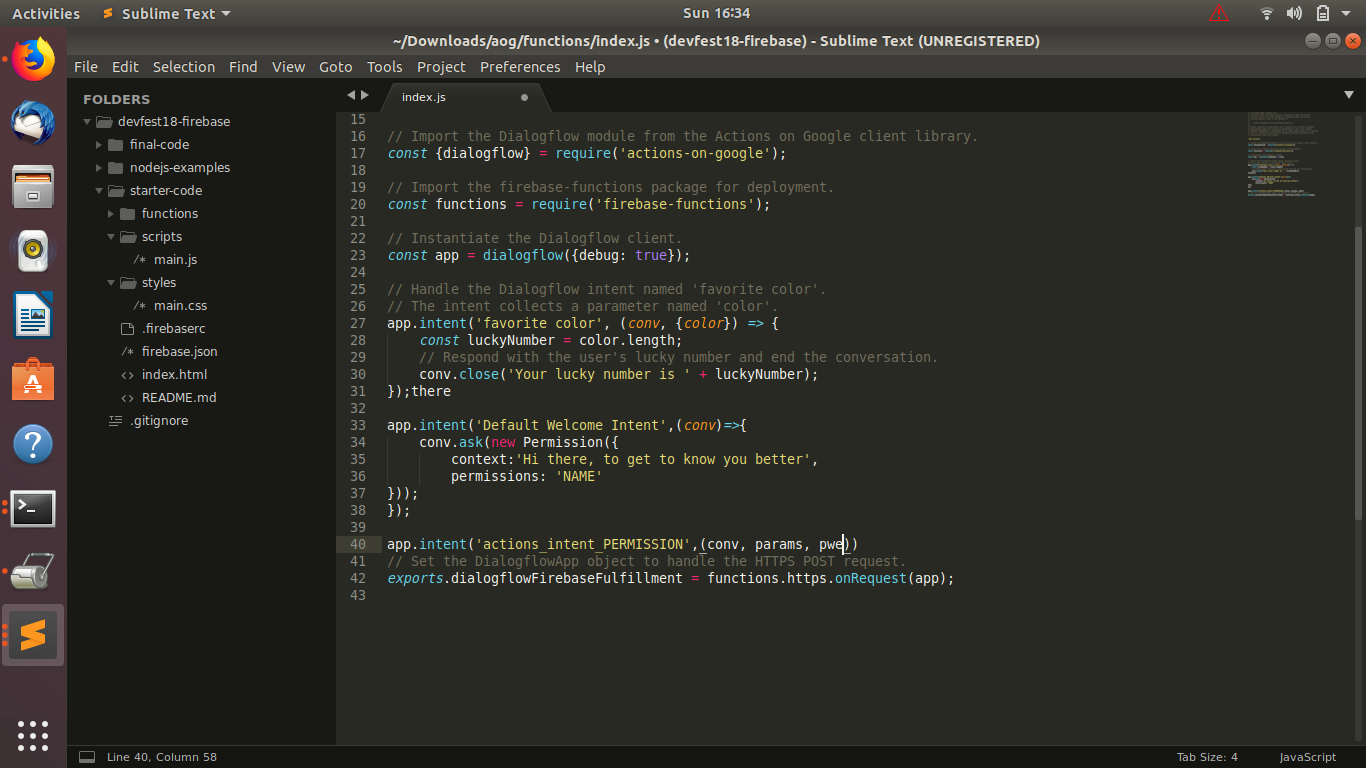 Activities
Sublime Text
Sun 16:34
~/Downloads/aog/functions/index.js • (devfest18-firebase) - Sublime Text (UNREGISTERED)
File Edit Selection Find View Goto Tools Project Preferences Help
FOLDERS
devfest18-firebase
final-code
nodejs-examples
starter-code
functions
scripts
/* main.js
styles
/* main.css
.firebaserc
/* firebase.json
<> index.html
<> README.md
.gitignore
index.js
15
16 // Import the Dialogflow module from the Actions on Google client library.
17 const {dialogflow} = require('actions-on-google');
18
19 // Import the firebase-functions package for deployment.
20 const functions = require('firebase-functions');
21
22 // Instantiate the Dialogflow client.
23 const app = dialogflow({debug: true});
24
25 // Handle the Dialogflow intent named 'favorite color'.
26 // The intent collects a parameter named 'color'.
27 app.intent('favorite color', (conv, {color}) => {
28 const luckyNumber = color.length;
29 // Respond with the user's lucky number and end the conversation.
30 conv.close('Your lucky number is ' + luckyNumber);
31 });there
32
33 app.intent('Default Welcome Intent',(conv)=>{
34 conv.ask(new Permission({
35 context:'Hi there, to get to know you better',
36 permissions: 'NAME'
37 }));
38 });
39
40 app.intent('actions_intent_PERMISSION',(conv, params, pwe))
41 // Set the DialogflowApp object to handle the HTTPS POST request.
42 exports.dialogflowFirebaseFulfillment = functions.https.onRequest(app);
43
Line 40, Column 58
Tab Size: 4
JavaScript